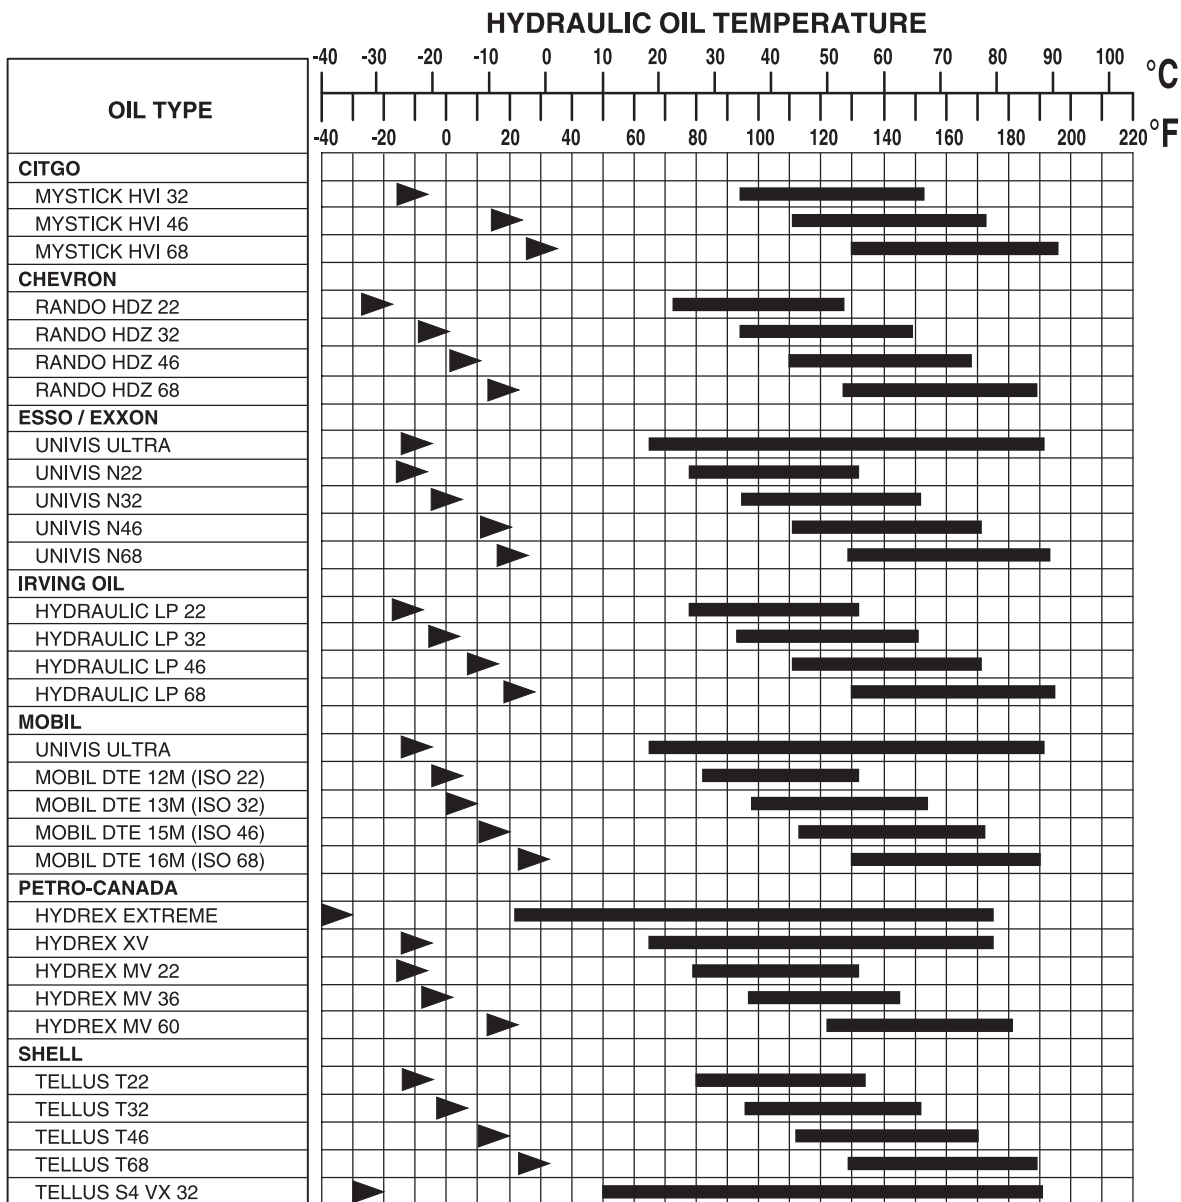 HYDRAULIC OIL TEMPERATURE
-40 -30 -20 -10 0 10 20 30 40 50 60 70 80 90 100 °C
OIL TYPE
-40 -20 0 20 40 60 80 100 120 140 160 180 200 220 °F
CITGO
MYSTICK HVI 32
MYSTICK HVI 46
MYSTICK HVI 68
CHEVRON
RANDO HDZ 22
RANDO HDZ 32
RANDO HDZ 46
RANDO HDZ 68
ESSO / EXXON
UNIVIS ULTRA
UNIVIS N22
UNIVIS N32
UNIVIS N46
UNIVIS N68
IRVING OIL
HYDRAULIC LP 22
HYDRAULIC LP 32
HYDRAULIC LP 46
HYDRAULIC LP 68
MOBIL
UNIVIS ULTRA
MOBIL DTE 12M (ISO 22)
MOBIL DTE 13M (ISO 32)
MOBIL DTE 15M (ISO 46)
MOBIL DTE 16M (ISO 68)
PETRO-CANADA
HYDREX EXTREME
HYDREX XV
HYDREX MV 22
HYDREX MV 36
HYDREX MV 60
SHELL
TELLUS T22
TELLUS T32
TELLUS T46
TELLUS T68
TELLUS S4 VX 32